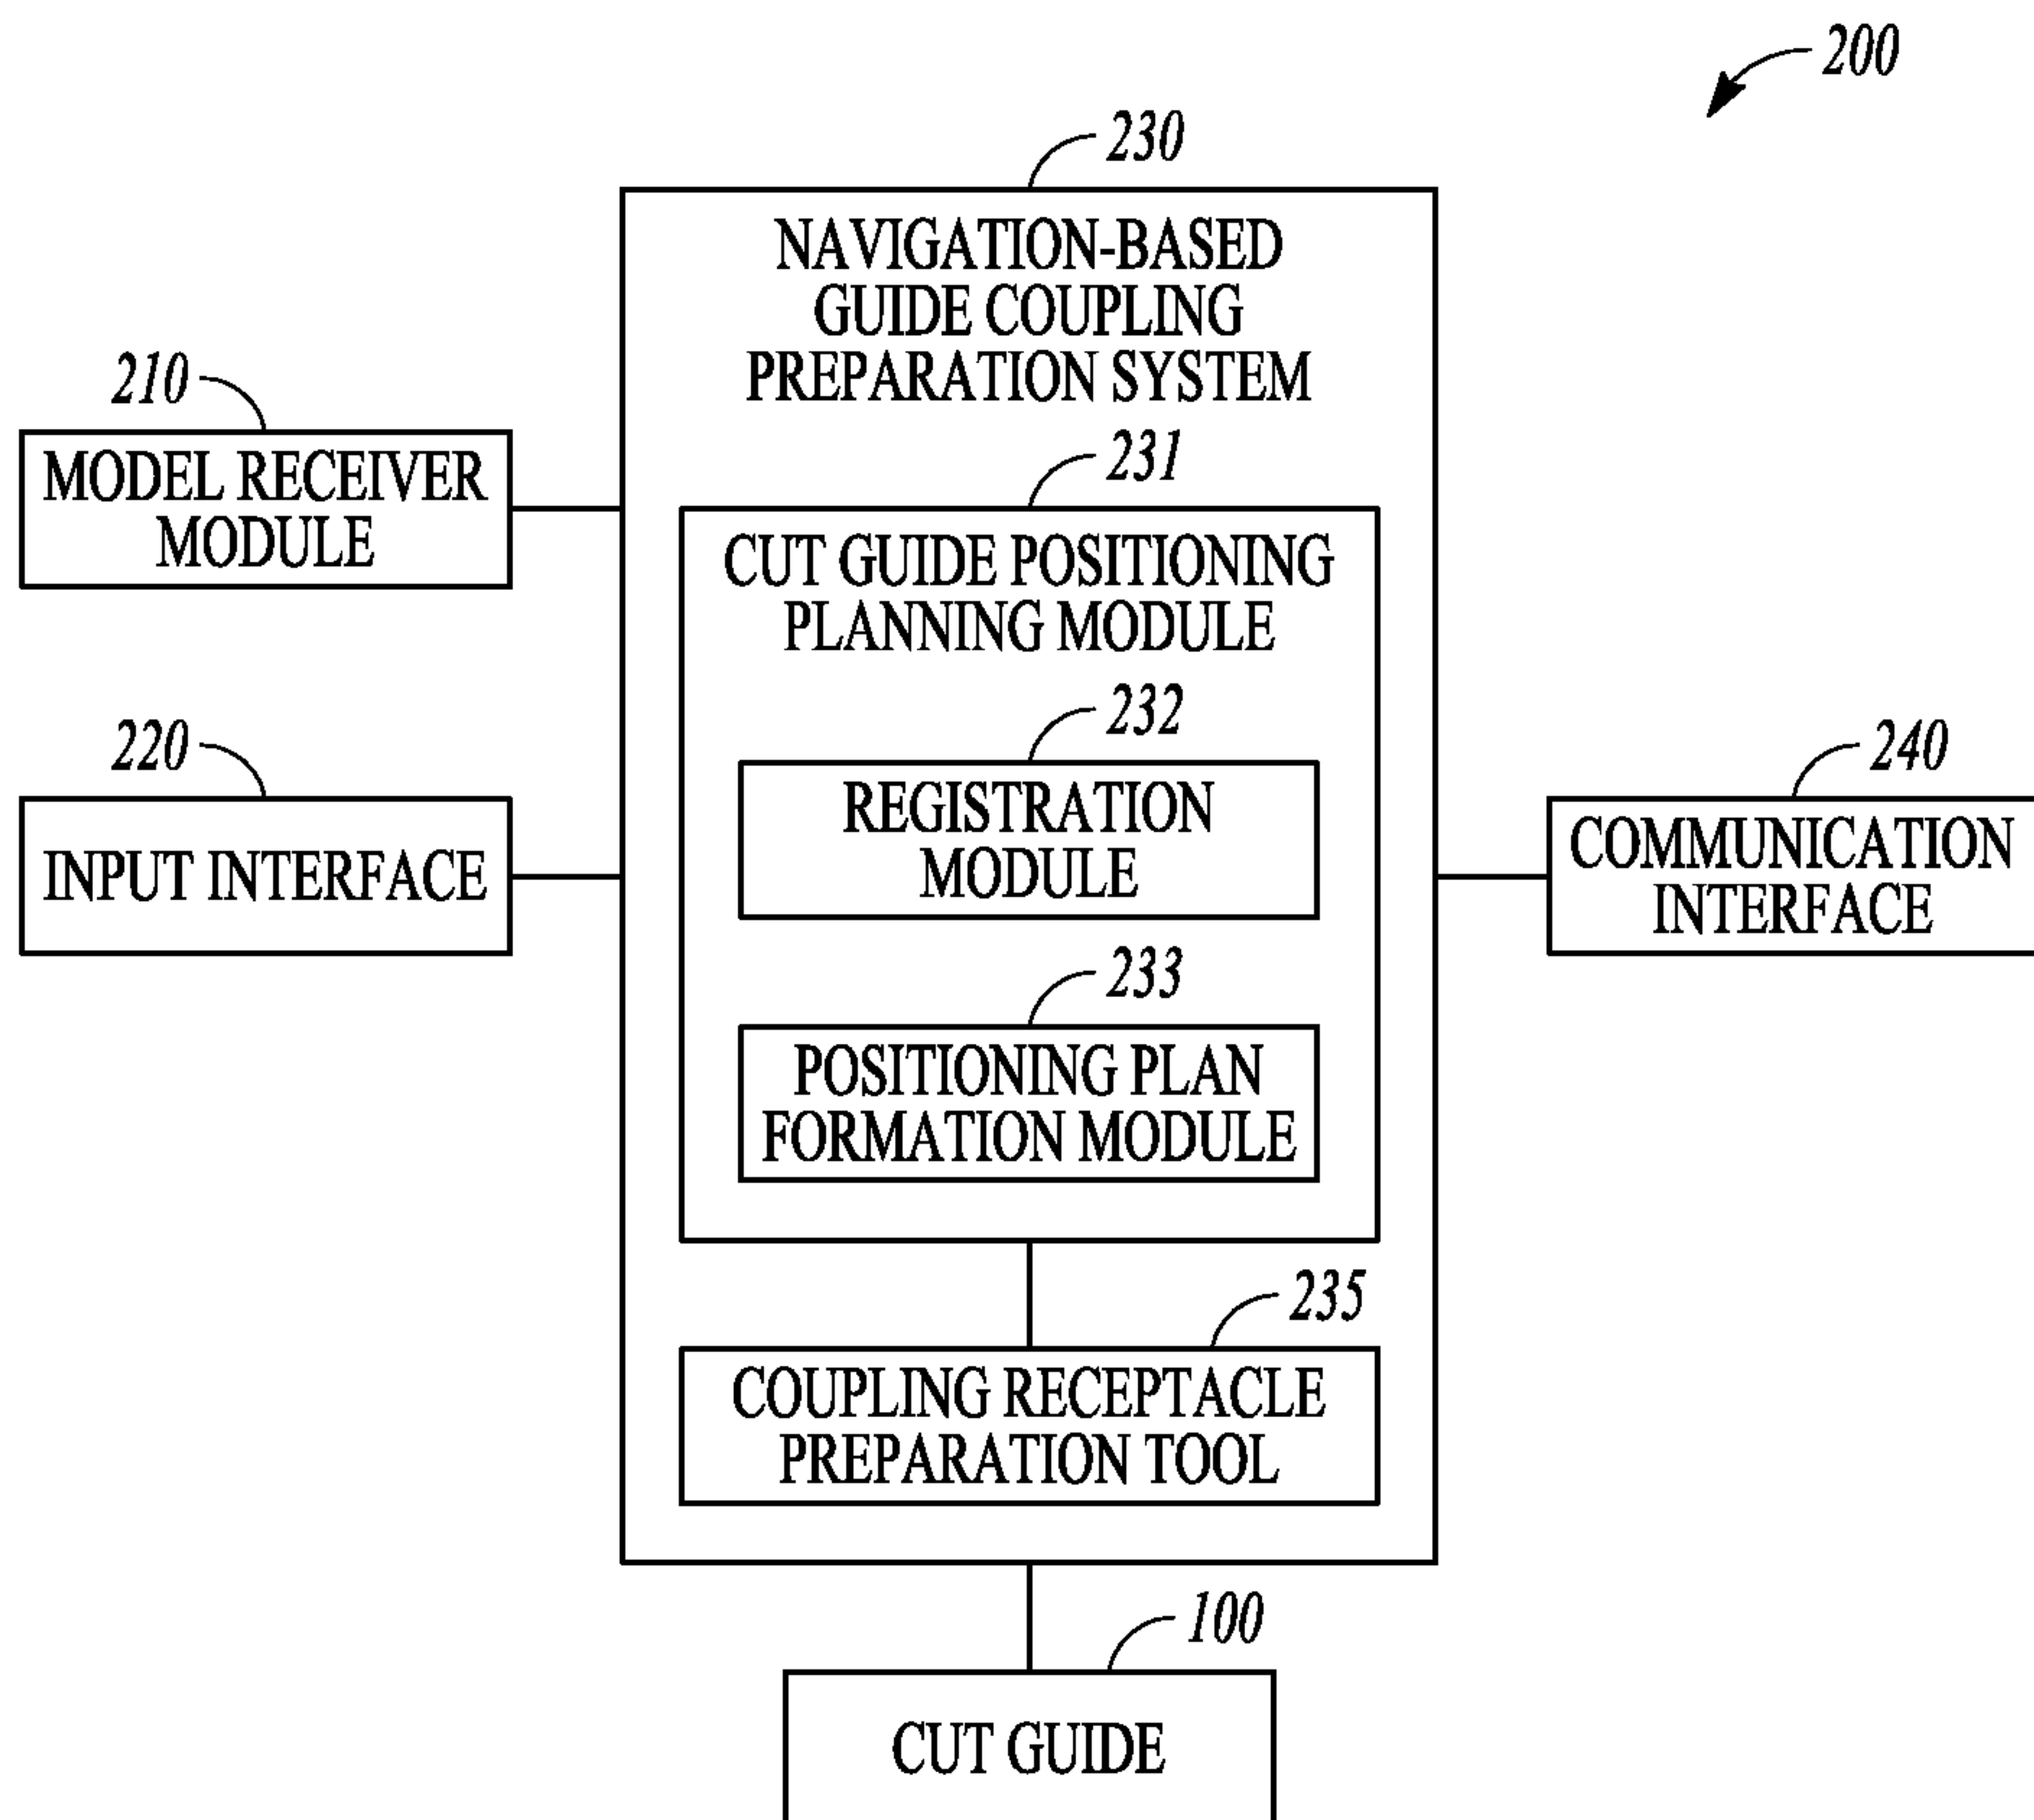 200
230
NAVIGATION-BASED
GUIDE COUPLING
PREPARATION SYSTEM
210
MODEL RECEIVER
MODULE
231
CUT GUIDE POSITIONING
PLANNING MODULE
220
INPUT INTERFACE
232
REGISTRATION
MODULE
240
COMMUNICATION
INTERFACE
233
POSITIONING PLAN
FORMATION MODULE
235
COUPLING RECEPTACLE
PREPARATION TOOL
100
CUT GUIDE